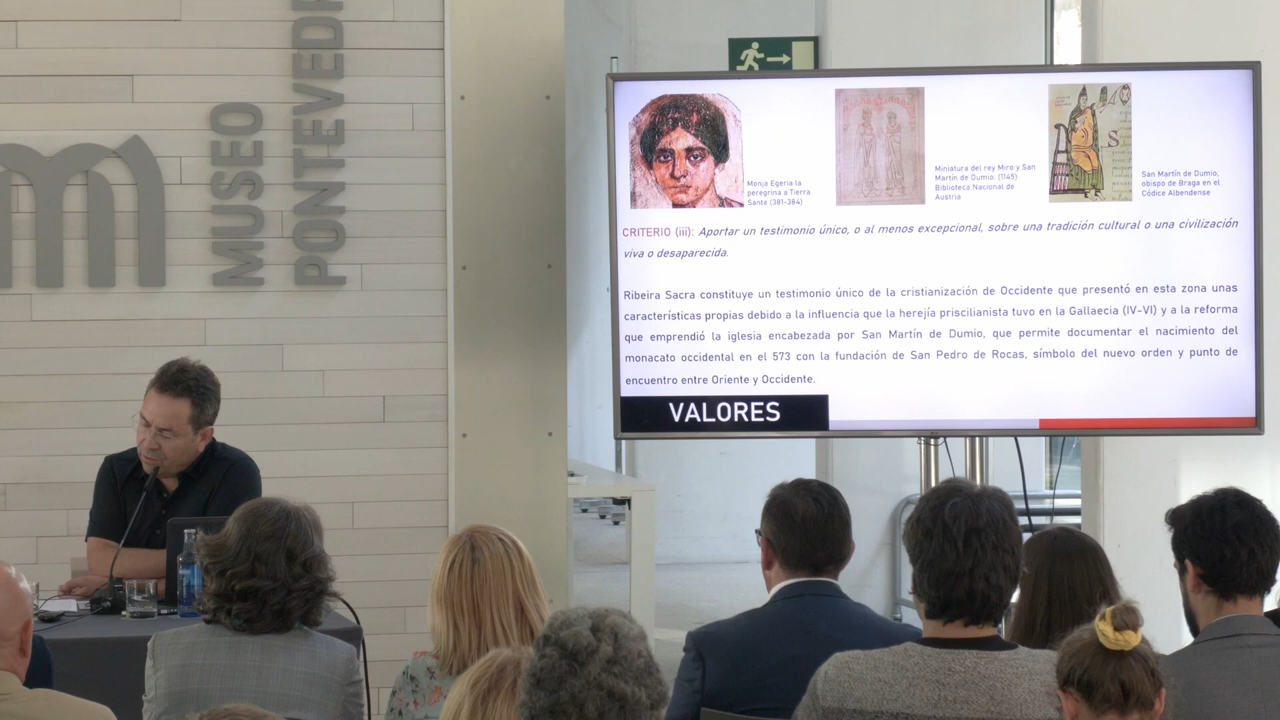 MUSEO
PONTEVEDR
Monja Egeria la
peregrina a Tierra
Santa (381-384)
Miniatura del rey Miro y San
Martín de Dumio. (1145)
Biblioteca Nacional de
Austria
San Martín de Dumio,
obispo de Braga en el
Códice Albendense
CRITERIO (iii): Aportar un testimonio único, o al menos excepcional, sobre una tradición cultural o una civilización
viva o desaparecida.
Ribeira Sacra constituye un testimonio único de la cristianización de Occidente que presentó en esta zona unas
características propias debido a la influencia que la herejía priscilianista tuvo en la Gallaecia (IV-VI) y a la reforma
que emprendió la iglesia encabezada por San Martín de Dumio, que permite documentar el nacimiento del
monacato occidental en el 573 con la fundación de San Pedro de Rocas, símbolo del nuevo orden y punto de
encuentro entre Oriente y Occidente.
VALORES